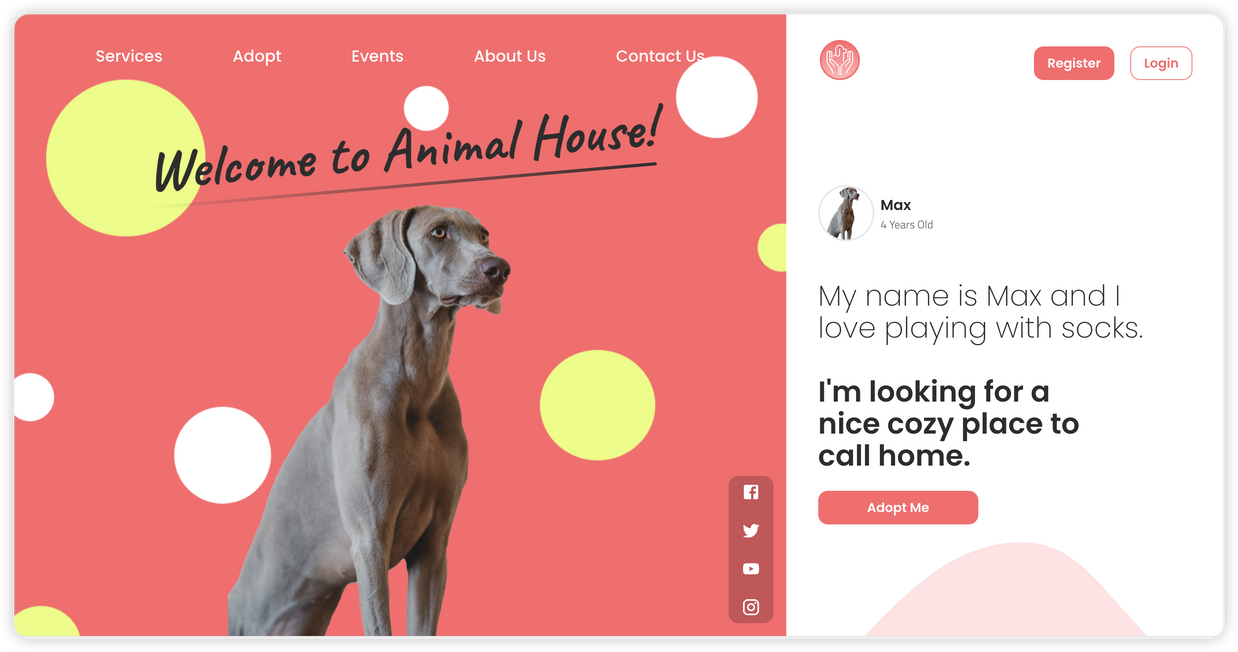 Services Adopt Events About Us Contact Us
Welcome to Animal House!
Register Login
Max
4 Years Old
My name is Max and I
love playing with socks.
I'm looking for a
nice cozy place to
call home.
Adopt Me